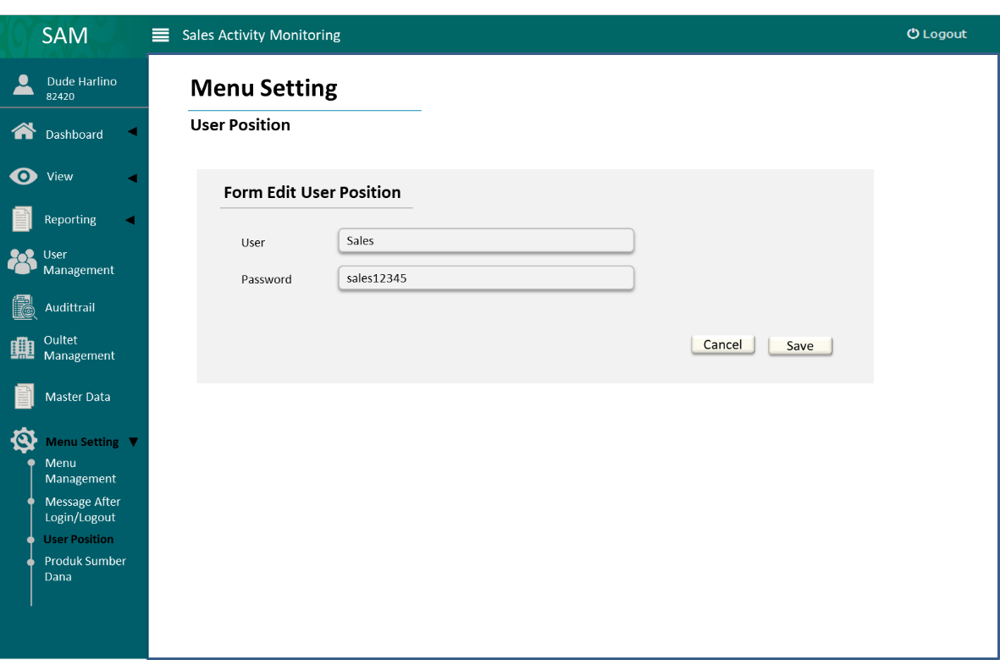 SAM
Sales Activity Monitoring
Logout
Dude Harlino
82420
Dashboard
View
Reporting
User
Management
Audittrail
Oultet
Management
Master Data
Menu Setting
Menu
Management
Message After
Login/Logout
User Position
Produk Sumber
Dana
Menu Setting
User Position
Form Edit User Position
User
Sales
Password
sales12345
Cancel
Save